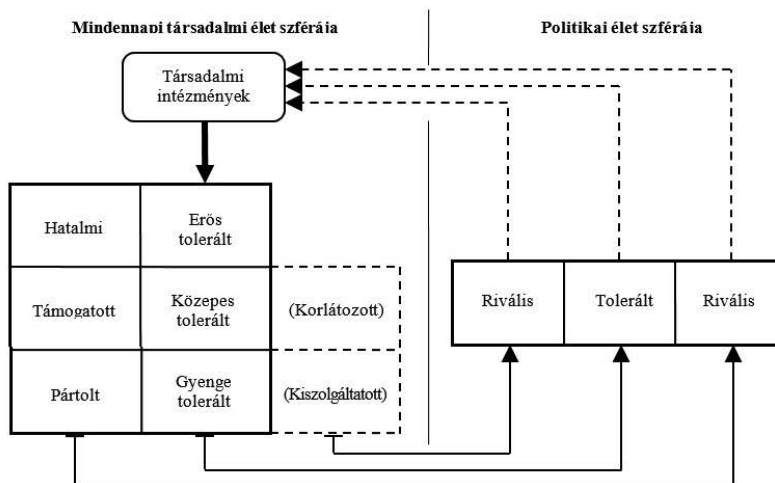 Mindennapi társadalmi élet szférája
Politikai élet szférája
Társadalmi
intézmények
Hatalmi
Erös
tolerált
Támogatott
Közepes
tolerált
(Korlátozott)
Pártolt
Gyenge
tolerált
(Kiszolgáltatott)
Rivális
Tolerált
Rivális